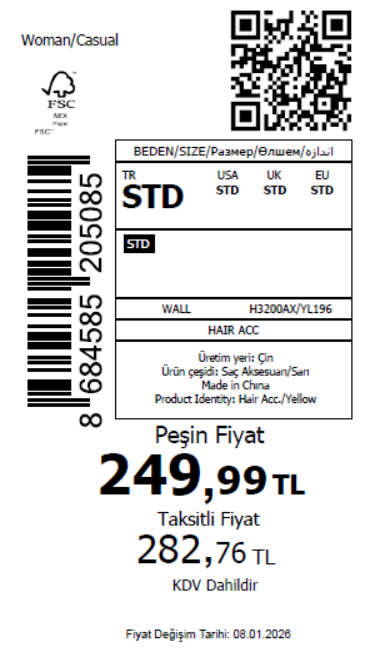 Woman/Casual
FSC
MIX
Paper
FSC™
BEDEN/SIZE/Размер/Өлшем/اندازه
TR USA UK EU
STD STD STD STD
STD
WALL H3200AX/YL196
HAIR ACC
Üretim yeri: Çin
Ürün çeşidi: Saç Aksesuarı/Sarı
Made in China
Product Identity: Hair Acc./Yellow
8 684585 205085
Peşin Fiyat
249,99 TL
Taksitli Fiyat
282,76 TL
KDV Dahildir
Fiyat Değişim Tarihi: 08.01.2026